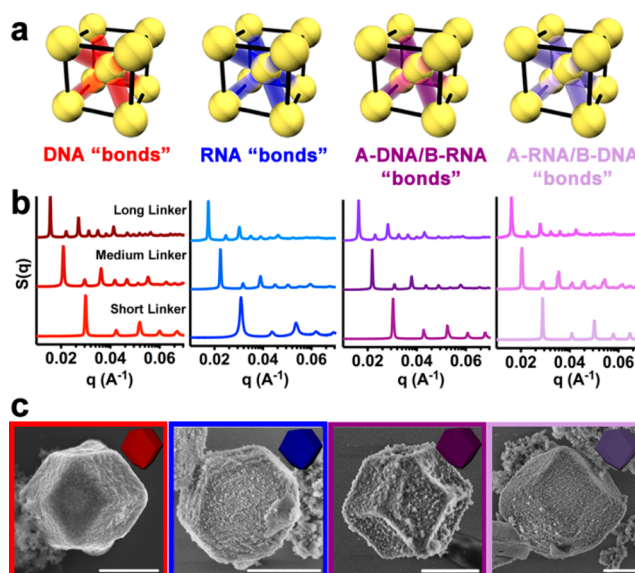 a
DNA “bonds”
RNA “bonds”
A-DNA/B-RNA
“bonds”
A-RNA/B-DNA
“bonds”
b
S(q)
Long Linker
Medium Linker
Short Linker
0.02 0.04 0.06
q (A⁻¹)
0.02 0.04 0.06
q (A⁻¹)
0.02 0.04 0.06
q (A⁻¹)
0.02 0.04 0.06
q (A⁻¹)
c